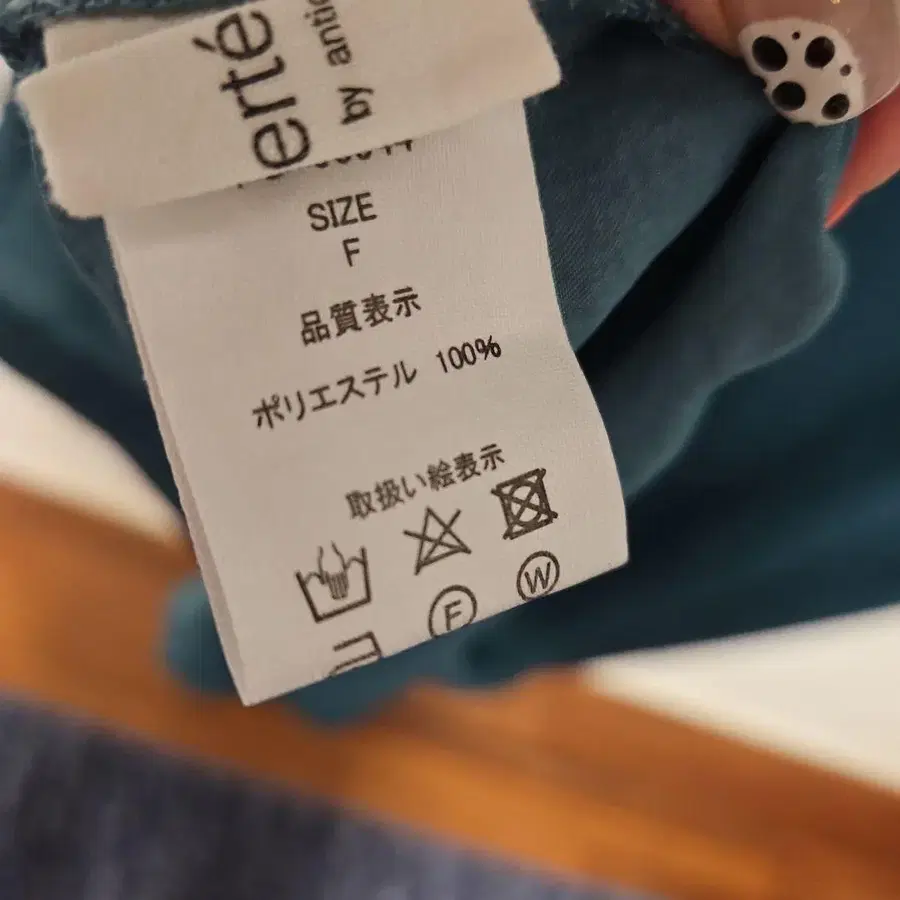 erté
by antic
SIZE
F
品質表示
ポリエステル 100%
取扱い絵表示
F
W